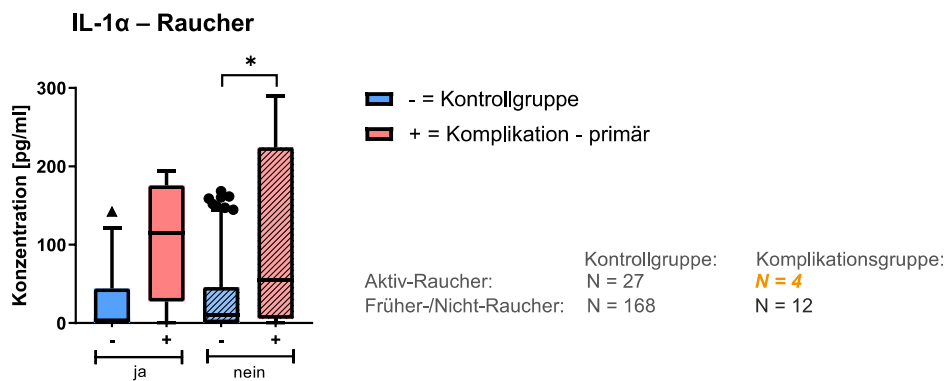 IL-1α – Raucher
*
Konzentration [pg/ml]
300
200
100
0
- + - +
ja nein
- = Kontrollgruppe
+ = Komplikation - primär
Kontrollgruppe: Komplikationsgruppe:
Aktiv-Raucher: N = 27 N = 4
Früher-/Nicht-Raucher: N = 168 N = 12